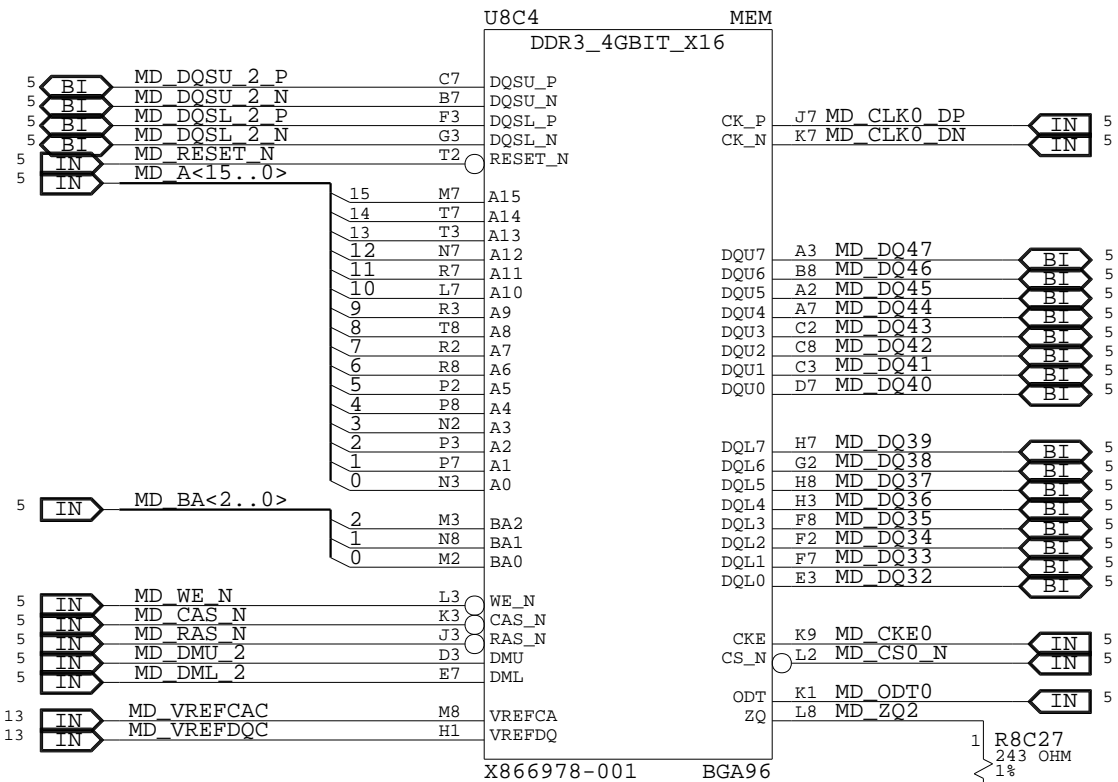 U8C4 MEM
DDR3_4GBIT_X16
5 BI MD_DQSU_2_P C7 DQSU_P
5 BI MD_DQSU_2_N B7 DQSU_N
5 BI MD_DQSL_2_P F3 DQSL_P CK_P J7 MD_CLK0_DP IN 5
5 BI MD_DQSL_2_N G3 DQSL_N CK_N K7 MD_CLK0_DN IN 5
5 IN MD_RESET_N T2 RESET_N
5 IN MD_A<15..0>
15 M7 A15
14 T7 A14
13 T3 A13
12 N7 A12 DQU7 A3 MD_DQ47 BI 5
11 R7 A11 DQU6 B8 MD_DQ46 BI 5
10 L7 A10 DQU5 A2 MD_DQ45 BI 5
9 R3 A9 DQU4 A7 MD_DQ44 BI 5
8 T8 A8 DQU3 C2 MD_DQ43 BI 5
7 R2 A7 DQU2 C8 MD_DQ42 BI 5
6 R8 A6 DQU1 C3 MD_DQ41 BI 5
5 P2 A5 DQU0 D7 MD_DQ40 BI 5
4 P8 A4
3 N2 A3
2 P3 A2 DQL7 H7 MD_DQ39 BI 5
1 P7 A1 DQL6 G2 MD_DQ38 BI 5
0 N3 A0 DQL5 H8 MD_DQ37 BI 5
5 IN MD_BA<2..0> DQL4 H3 MD_DQ36 BI 5
2 M3 BA2 DQL3 F8 MD_DQ35 BI 5
1 N8 BA1 DQL2 F2 MD_DQ34 BI 5
0 M2 BA0 DQL1 F7 MD_DQ33 BI 5
DQL0 E3 MD_DQ32 BI 5
5 IN MD_WE_N L3 WE_N
5 IN MD_CAS_N K3 CAS_N
5 IN MD_RAS_N J3 RAS_N CKE K9 MD_CKE0 IN 5
5 IN MD_DMU_2 D3 DMU CS_N L2 MD_CS0_N IN 5
5 IN MD_DML_2 E7 DML
ODT K1 MD_ODT0 IN 5
13 IN MD_VREFCAC M8 VREFCA ZQ L8 MD_ZQ2
13 IN MD_VREFDQC H1 VREFDQ
1 R8C27
243 OHM
1%
X866978-001 BGA96